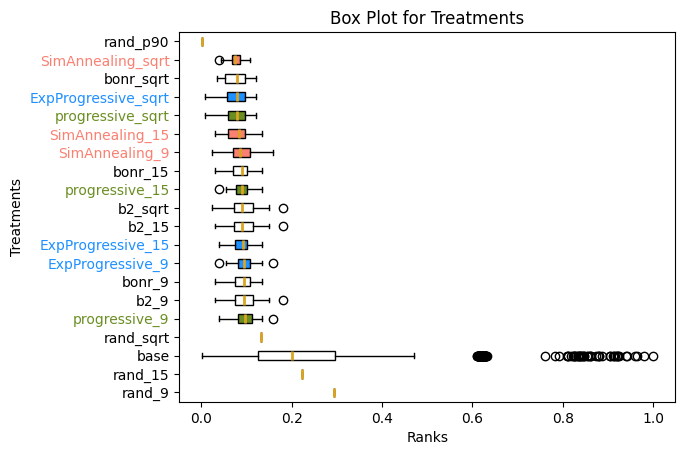 Box Plot for Treatments
rand_p90
SimAnnealing_sqrt
bonr_sqrt
ExpProgressive_sqrt
progressive_sqrt
SimAnnealing_15
SimAnnealing_9
bonr_15
progressive_15
b2_sqrt
b2_15
ExpProgressive_15
ExpProgressive_9
bonr_9
b2_9
progressive_9
rand_sqrt
base
rand_15
rand_9
Treatments
0.0 0.2 0.4 0.6 0.8 1.0
Ranks